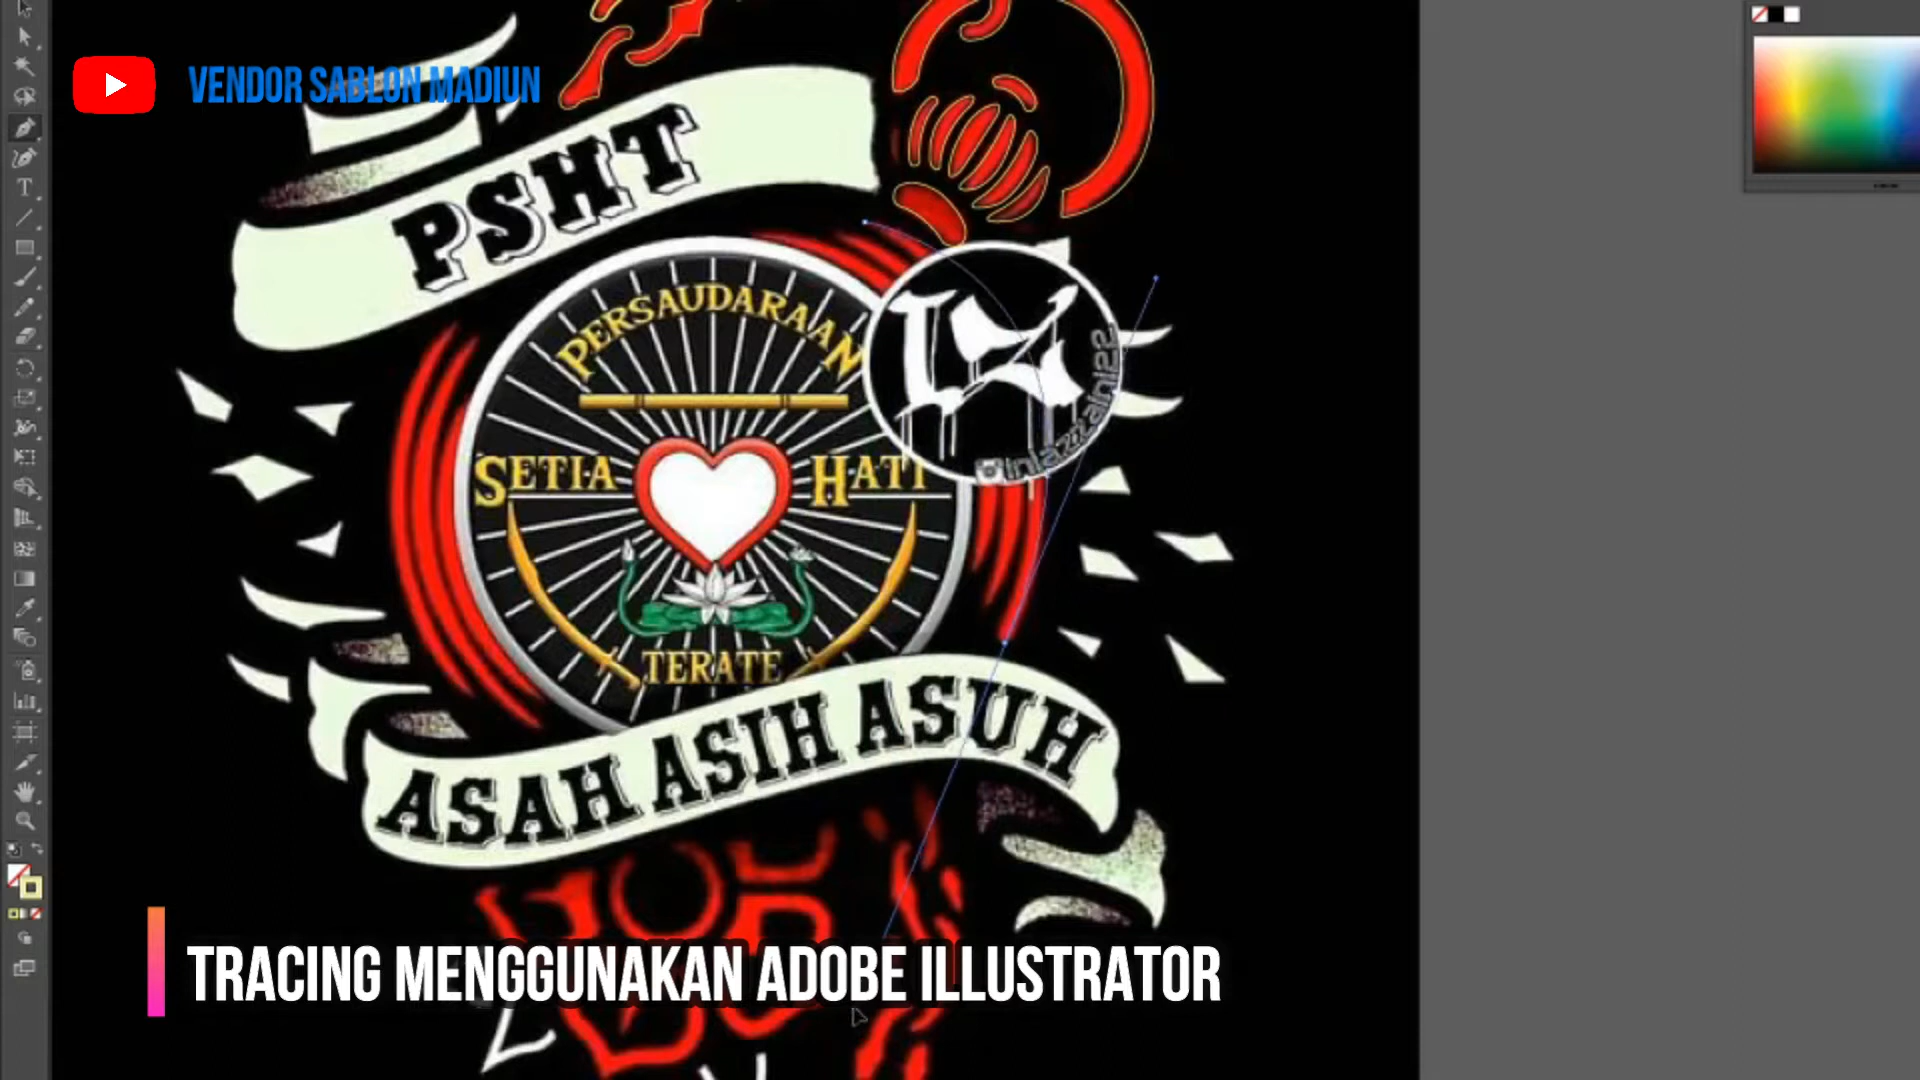 VENDOR SABLON MADIUN
PSHT
PERSAUDARAAN
SETIA HATI
TERATE
ASAH ASIH ASUH
TRACING MENGGUNAKAN ADOBE ILLUSTRATOR